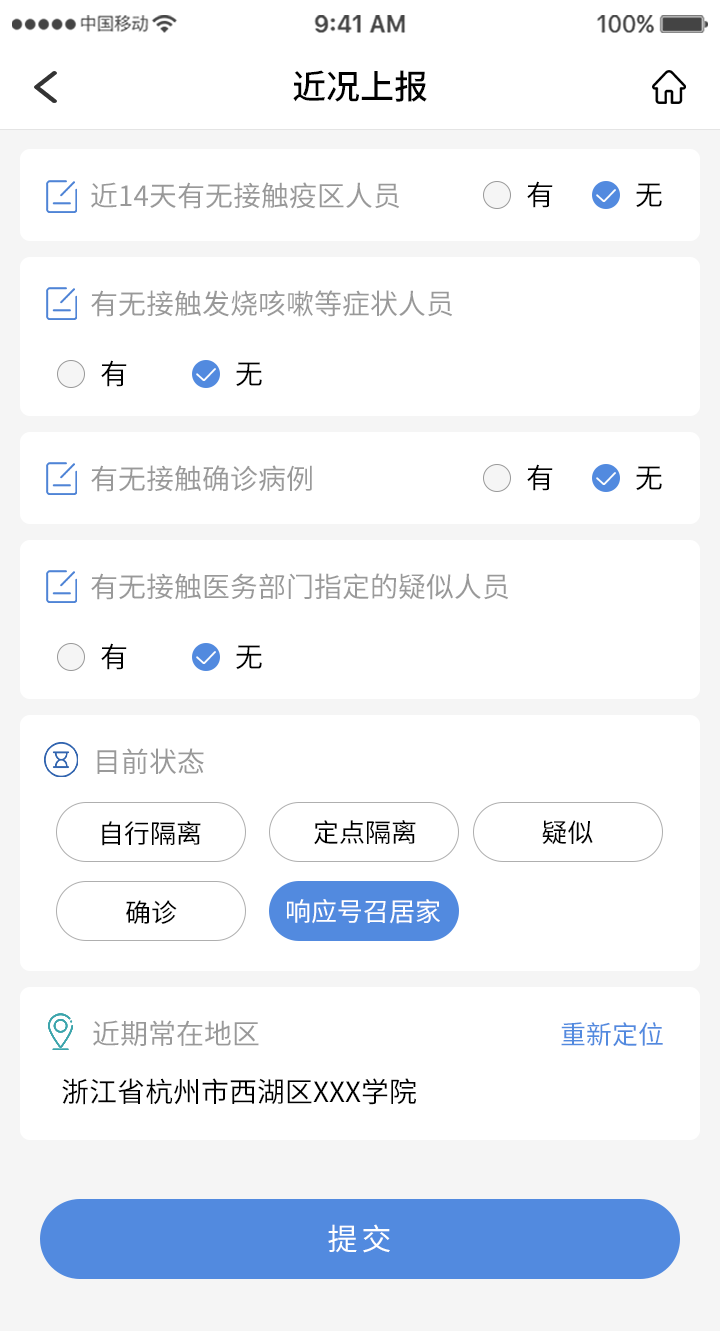 中国移动 9:41 AM 100%
近况上报
近14天有无接触疫区人员 有 无
有无接触发烧咳嗽等症状人员
有 无
有无接触确诊病例 有 无
有无接触医务部门指定的疑似人员
有 无
目前状态
自行隔离 定点隔离 疑似
确诊 响应号召居家
近期常在地区 重新定位
浙江省杭州市西湖区XXX学院
提交